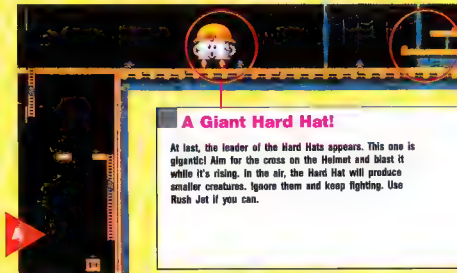 A Giant Hard Hat!
At last, the leader of the Hard Hats appears. This one is
gigantic! Aim for the cross on the Helmet and blast it
while it's rising. In the air, the Hard Hat will produce
smaller creatures. Ignore them and keep fighting. Use
Rush Jet if you can.